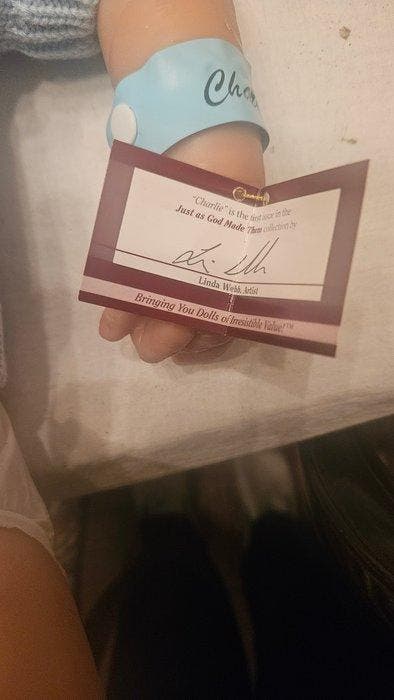 Cha
"Charlie" is the first issue in the
Just as God Made Them collection by
Linda Webb, Artist
Bringing You Dolls of Irresistible Value!™